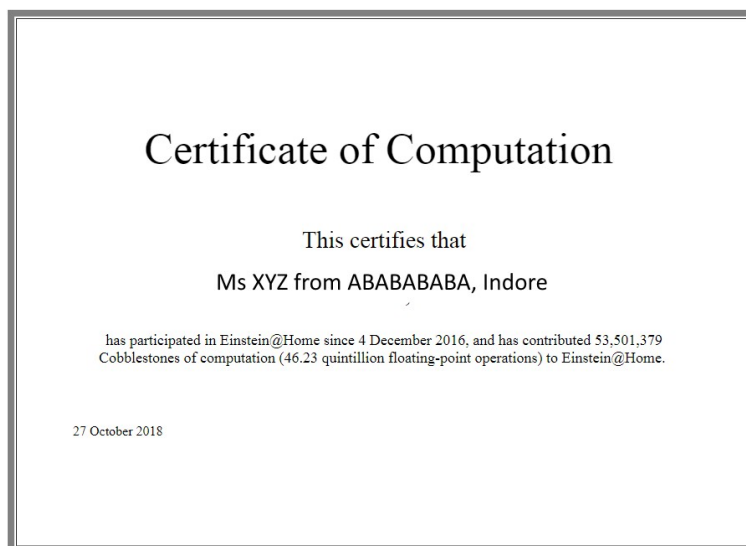 Certificate of Computation
This certifies that
Ms XYZ from ABABABABA, Indore
has participated in Einstein@Home since 4 December 2016, and has contributed 53,501,379
Cobblestones of computation (46.23 quintillion floating-point operations) to Einstein@Home.
27 October 2018